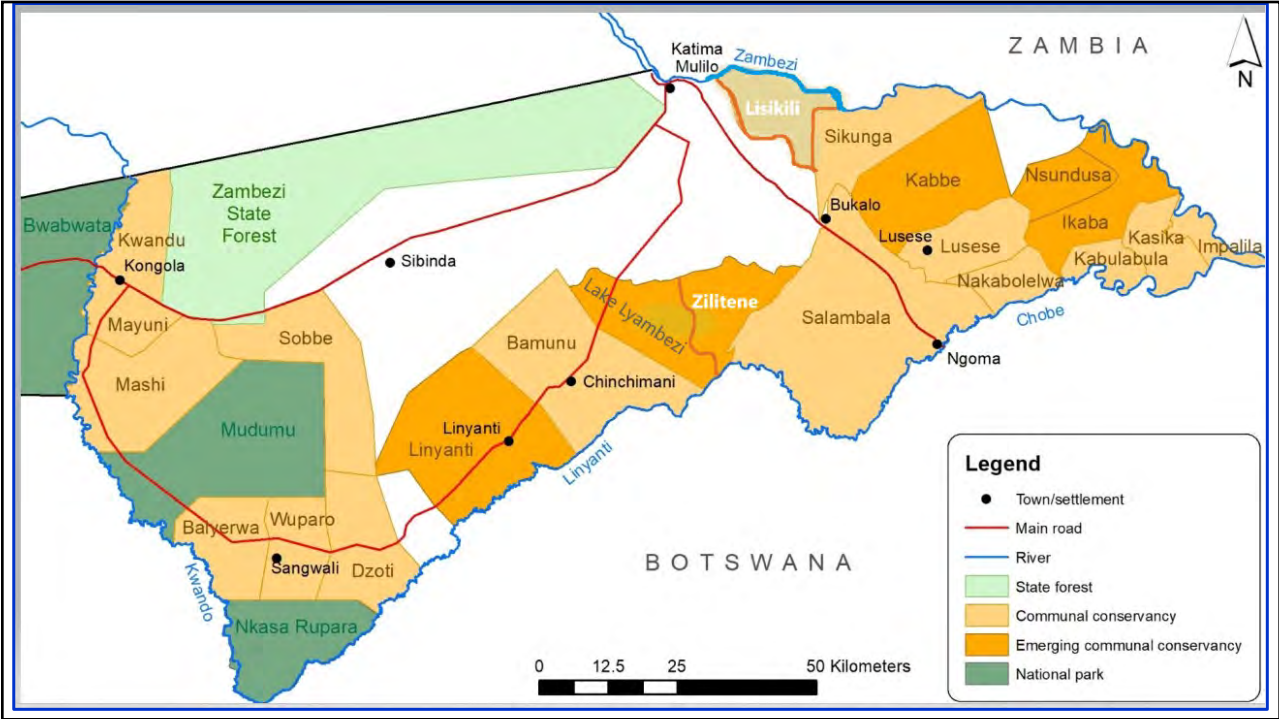 ZAMBIA
N
Katima
Mulilo
Zambezi
Lisikili
Sikunga
Kabbe
Nsundusa
Ikaba
Bukalo
Lusese
Lusese
Kasika
Impalila
Kabulabula
Nakabolelwa
Chobe
Salambala
Ngoma
Zambezi
State
Forest
Bwabwata
Kwandu
Kongola
Sibinda
Mayuni
Sobbe
Mashi
Mudumu
Lake Lyambezi
Zilitene
Bamunu
Chinchimani
Linyanti
Linyanti
Linyanti
Balyerwa
Wuparo
Sangwali
Dzoti
Kwando
Nkasa Rupara
BOTSWANA
0 12.5 25 50 Kilometers
Legend
Town/settlement
Main road
River
State forest
Communal conservancy
Emerging communal conservancy
National park